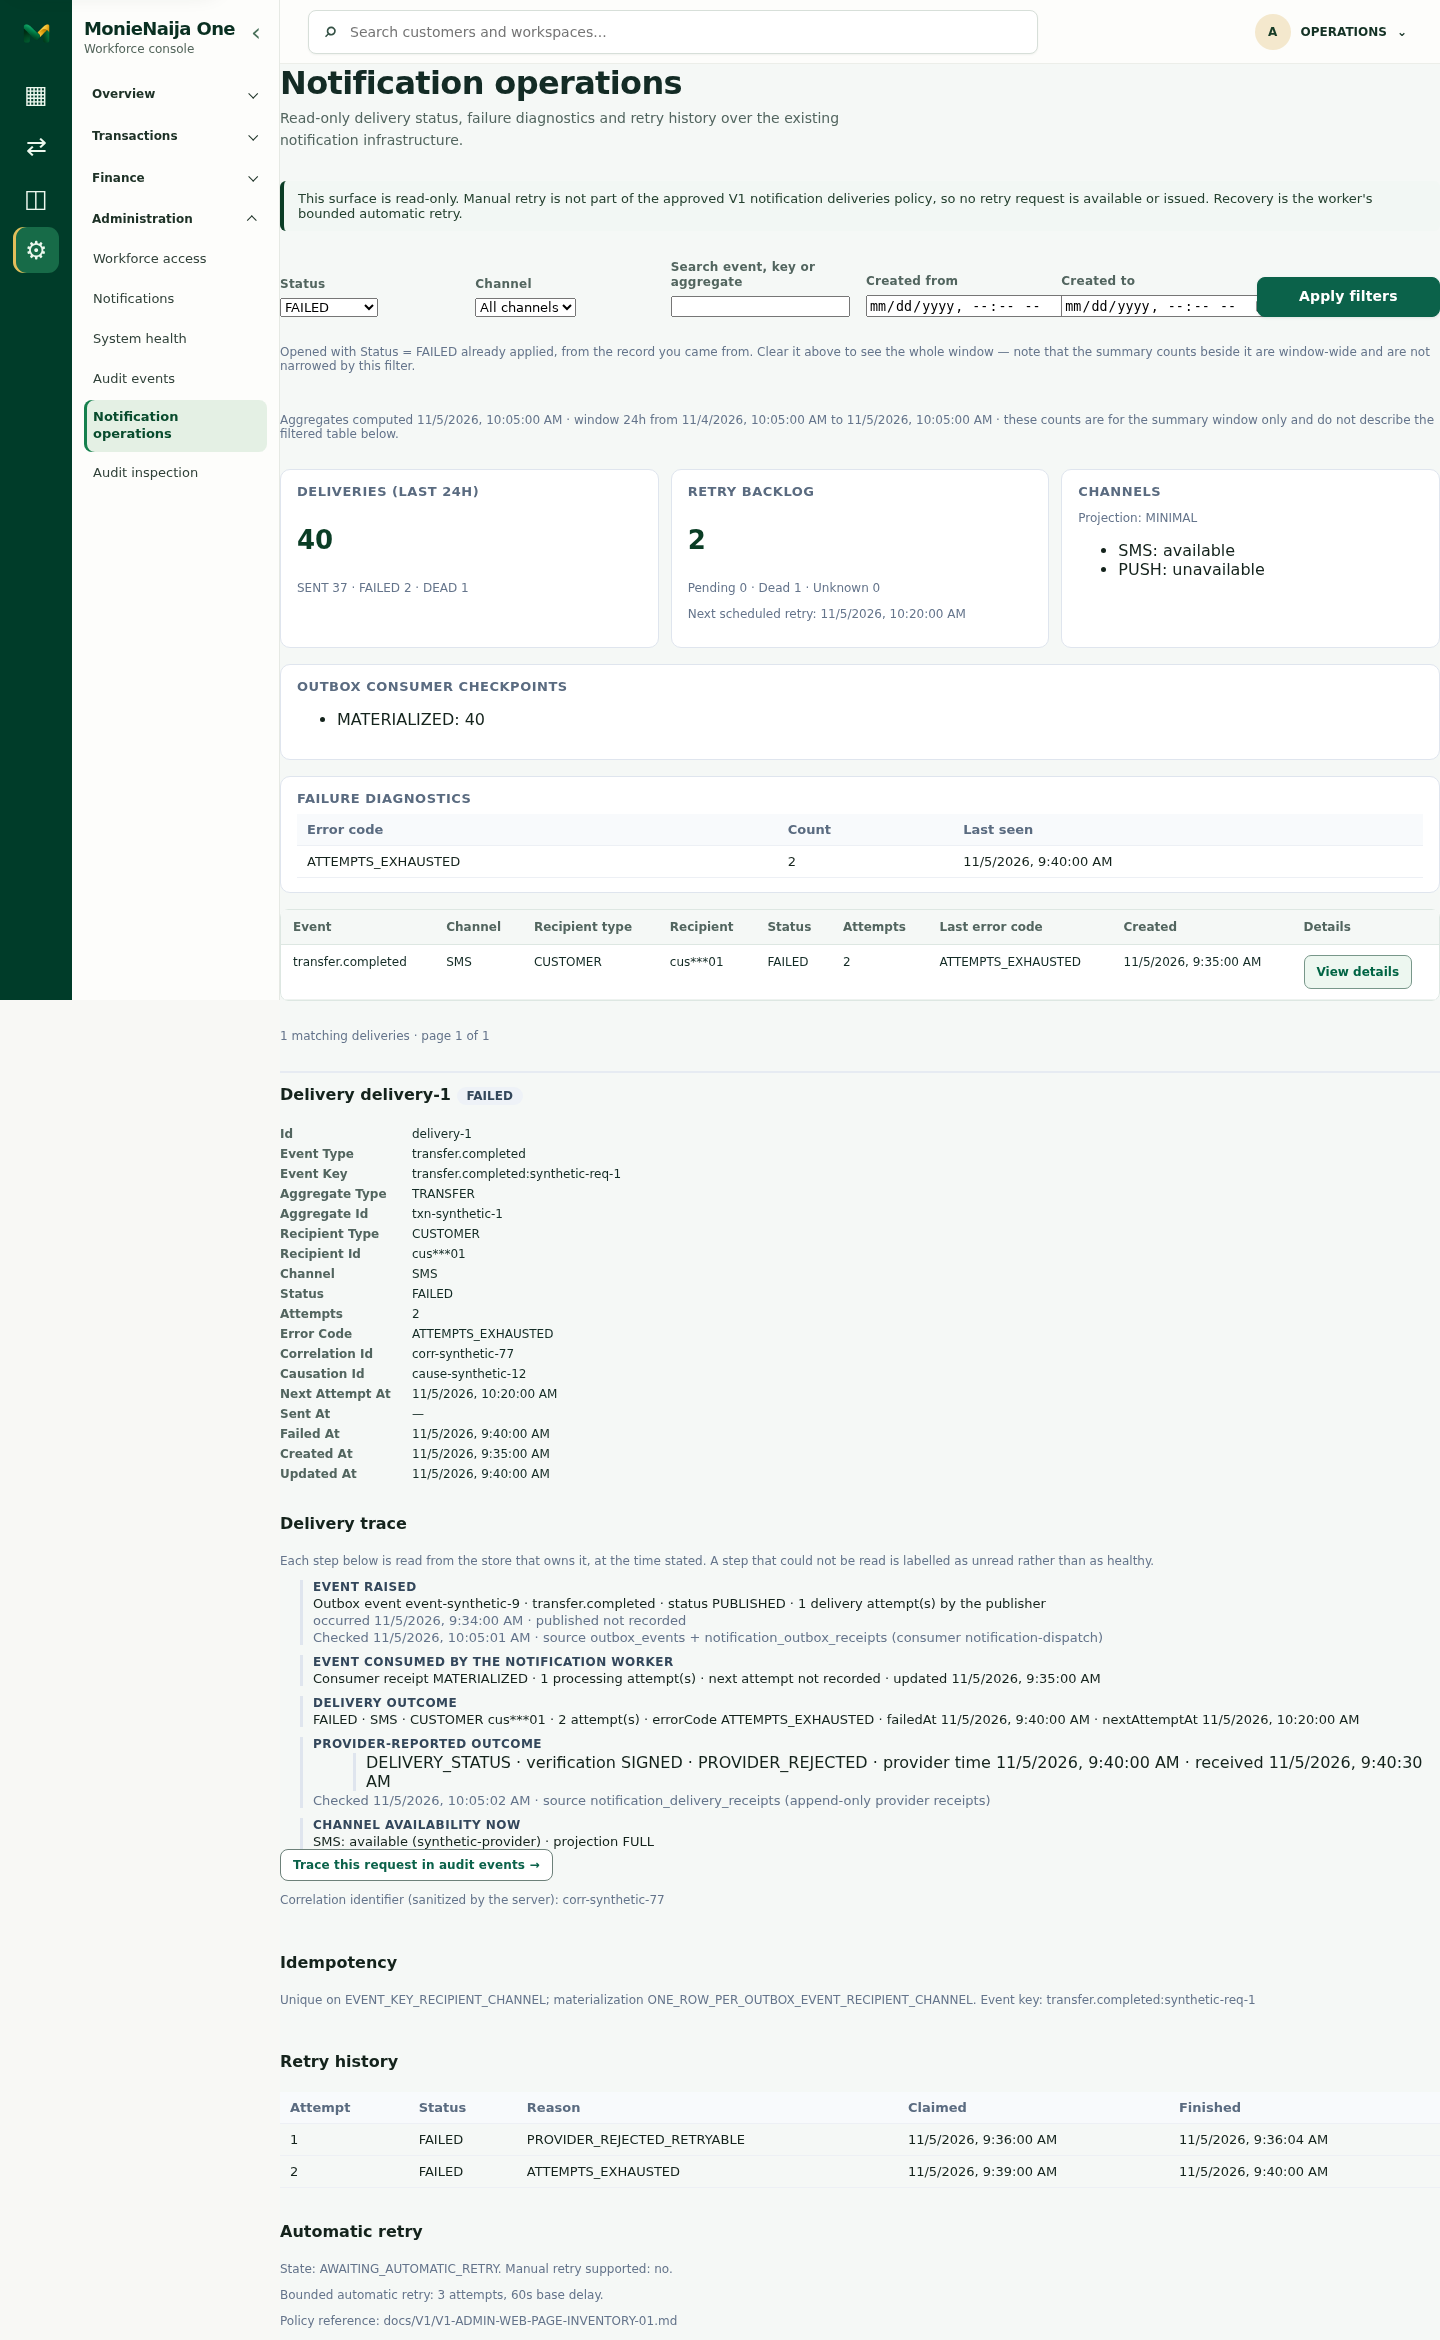 MonieNaija One
Workforce console
Search customers and workspaces...
A
OPERATIONS
Overview
Transactions
Finance
Administration
Workforce access
Notifications
System health
Audit events
Notification
operations
Audit inspection
Notification operations
Read-only delivery status, failure diagnostics and retry history over the existing
notification infrastructure.
This surface is read-only. Manual retry is not part of the approved V1 notification deliveries policy, so no retry request is available or issued. Recovery is the worker's
bounded automatic retry.
Status
Channel
Search event, key or
aggregate
Created from
Created to
FAILED
All channels
mm/dd/yyyy, --:-- --
mm/dd/yyyy, --:-- --
Apply filters
Opened with Status = FAILED already applied, from the record you came from. Clear it above to see the whole window — note that the summary counts beside it are window-wide and are not
narrowed by this filter.
Aggregates computed 11/5/2026, 10:05:00 AM · window 24h from 11/4/2026, 10:05:00 AM to 11/5/2026, 10:05:00 AM · these counts are for the summary window only and do not describe the
filtered table below.
DELIVERIES (LAST 24H)
40
SENT 37 · FAILED 2 · DEAD 1
RETRY BACKLOG
2
Pending 0 · Dead 1 · Unknown 0
Next scheduled retry: 11/5/2026, 10:20:00 AM
CHANNELS
Projection: MINIMAL
• SMS: available
• PUSH: unavailable
OUTBOX CONSUMER CHECKPOINTS
• MATERIALIZED: 40
FAILURE DIAGNOSTICS
Error code Count Last seen
ATTEMPTS_EXHAUSTED 2 11/5/2026, 9:40:00 AM
Event Channel Recipient type Recipient Status Attempts Last error code Created Details
transfer.completed SMS CUSTOMER cus***01 FAILED 2 ATTEMPTS_EXHAUSTED 11/5/2026, 9:35:00 AM View details
1 matching deliveries · page 1 of 1
Delivery delivery-1 FAILED
Id delivery-1
Event Type transfer.completed
Event Key transfer.completed:synthetic-req-1
Aggregate Type TRANSFER
Aggregate Id txn-synthetic-1
Recipient Type CUSTOMER
Recipient Id cus***01
Channel SMS
Status FAILED
Attempts 2
Error Code ATTEMPTS_EXHAUSTED
Correlation Id corr-synthetic-77
Causation Id cause-synthetic-12
Next Attempt At 11/5/2026, 10:20:00 AM
Sent At —
Failed At 11/5/2026, 9:40:00 AM
Created At 11/5/2026, 9:35:00 AM
Updated At 11/5/2026, 9:40:00 AM
Delivery trace
Each step below is read from the store that owns it, at the time stated. A step that could not be read is labelled as unread rather than as healthy.
EVENT RAISED
Outbox event event-synthetic-9 · transfer.completed · status PUBLISHED · 1 delivery attempt(s) by the publisher
occurred 11/5/2026, 9:34:00 AM · published not recorded
Checked 11/5/2026, 10:05:01 AM · source outbox_events + notification_outbox_receipts (consumer notification-dispatch)
EVENT CONSUMED BY THE NOTIFICATION WORKER
Consumer receipt MATERIALIZED · 1 processing attempt(s) · next attempt not recorded · updated 11/5/2026, 9:35:00 AM
DELIVERY OUTCOME
FAILED · SMS · CUSTOMER cus***01 · 2 attempt(s) · errorCode ATTEMPTS_EXHAUSTED · failedAt 11/5/2026, 9:40:00 AM · nextAttemptAt 11/5/2026, 10:20:00 AM
PROVIDER-REPORTED OUTCOME
DELIVERY_STATUS · verification SIGNED · PROVIDER_REJECTED · provider time 11/5/2026, 9:40:00 AM · received 11/5/2026, 9:40:30
AM
Checked 11/5/2026, 10:05:02 AM · source notification_delivery_receipts (append-only provider receipts)
CHANNEL AVAILABILITY NOW
SMS: available (synthetic-provider) · projection FULL
Trace this request in audit events →
Correlation identifier (sanitized by the server): corr-synthetic-77
Idempotency
Unique on EVENT_KEY_RECIPIENT_CHANNEL; materialization ONE_ROW_PER_OUTBOX_EVENT_RECIPIENT_CHANNEL. Event key: transfer.completed:synthetic-req-1
Retry history
Attempt Status Reason Claimed Finished
1 FAILED PROVIDER_REJECTED_RETRYABLE 11/5/2026, 9:36:00 AM 11/5/2026, 9:36:04 AM
2 FAILED ATTEMPTS_EXHAUSTED 11/5/2026, 9:39:00 AM 11/5/2026, 9:40:00 AM
Automatic retry
State: AWAITING_AUTOMATIC_RETRY. Manual retry supported: no.
Bounded automatic retry: 3 attempts, 60s base delay.
Policy reference: docs/V1/V1-ADMIN-WEB-PAGE-INVENTORY-01.md